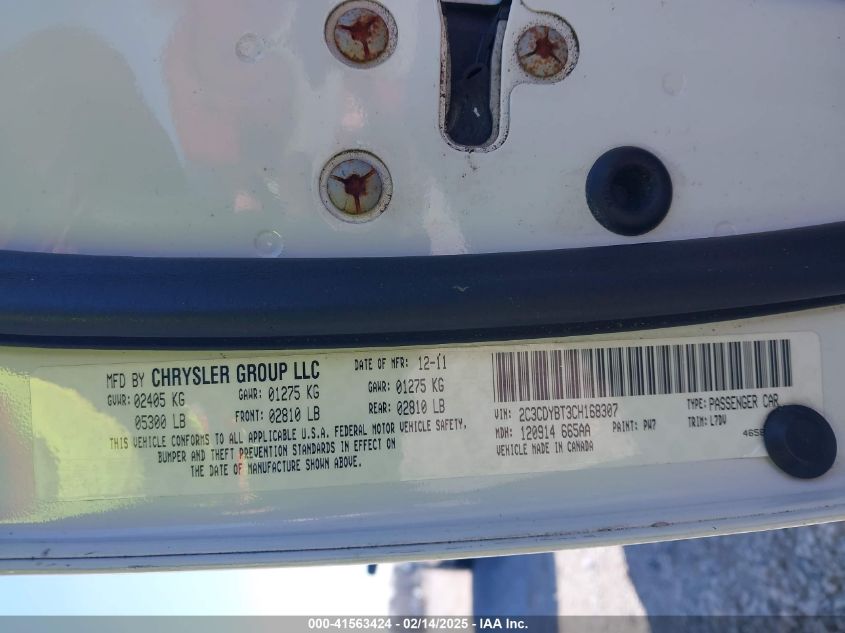 MFD BY CHRYSLER GROUP LLC DATE OF MFR: 12-11
GVWR: 02405 KG GAWR: 01275 KG GAWR: 01275 KG
05300 LB FRONT: 02810 LB REAR: 02810 LB
THIS VEHICLE CONFORMS TO ALL APPLICABLE U.S.A. FEDERAL MOTOR VEHICLE SAFETY,
BUMPER AND THEFT PREVENTION STANDARDS IN EFFECT ON
THE DATE OF MANUFACTURE SHOWN ABOVE.
VIN: 2C3CDYBT3CH168307 TYPE: PASSENGER CAR
MDH: 120914 665AA PAINT: PW7 TRIM: L7DV
VEHICLE MADE IN CANADA
000-41563424 - 02/14/2025 - IAA Inc.